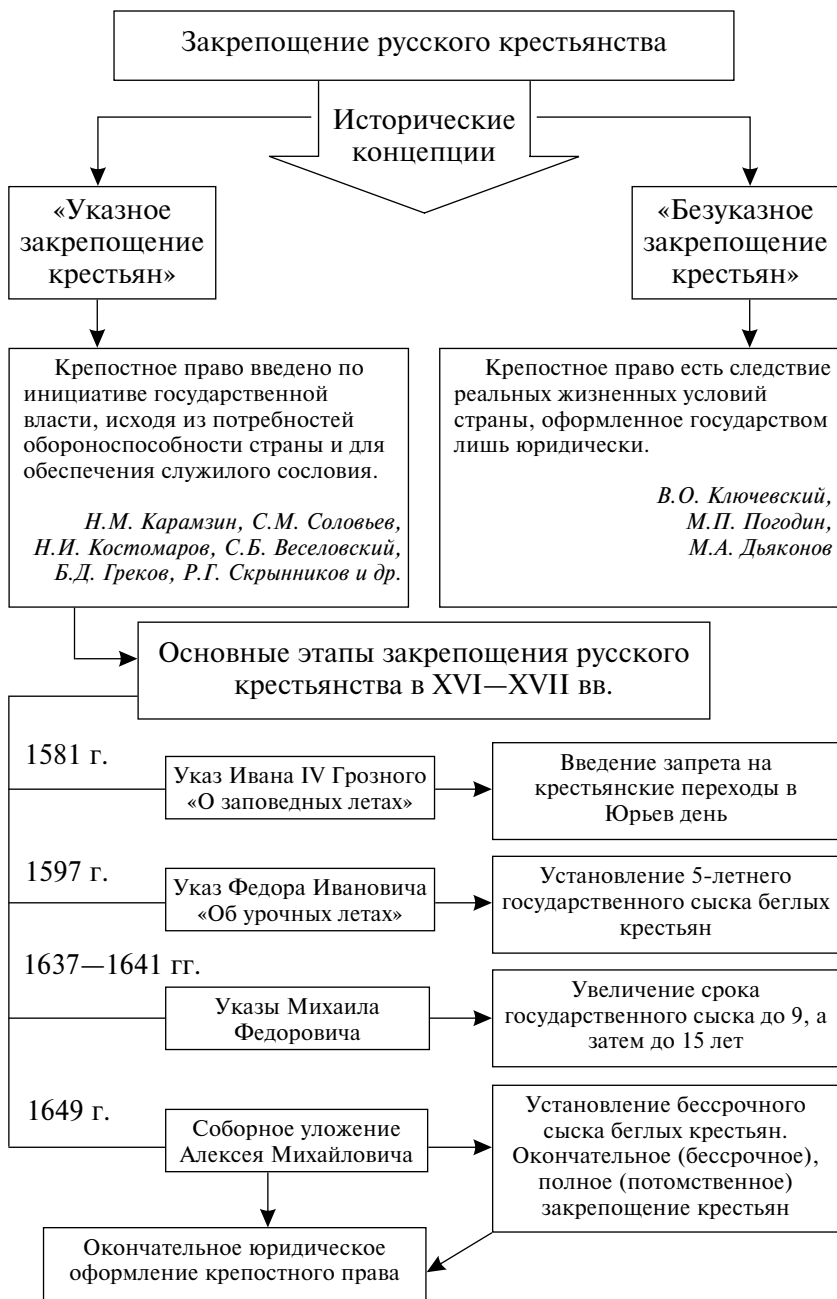 Закрепощение русского крестьянства
Исторические
концепции
«Указное
закрепощение
крестьян»
«Безуказное
закрепощение
крестьян»
Крепостное право введено по
инициативе государственной
власти, исходя из потребностей
обороноспособности страны и для
обеспечения служилого сословия.
Н.М. Карамзин, С.М. Соловьев,
Н.И. Костомаров, С.Б. Веселовский,
Б.Д. Греков, Р.Г. Скрынников и др.
Крепостное право есть следствие
реальных жизненных условий
страны, оформленное государством
лишь юридически.
В.О. Ключевский,
М.П. Погодин,
М.А. Дьяконов
Основные этапы закрепощения русского
крестьянства в XVI—XVII вв.
1581 г.
Указ Ивана IV Грозного
«О заповедных летах»
Введение запрета на
крестьянские переходы в
Юрьев день
1597 г.
Указ Федора Ивановича
«Об урочных летах»
Установление 5-летнего
государственного сыска беглых
крестьян
1637—1641 гг.
Указы Михаила
Федоровича
Увеличение срока
государственного сыска до 9, а
затем до 15 лет
1649 г.
Соборное уложение
Алексея Михайловича
Установление бессрочного
сыска беглых крестьян.
Окончательное (бессрочное),
полное (потомственное)
закрепощение крестьян
Окончательное юридическое
оформление крепостного права